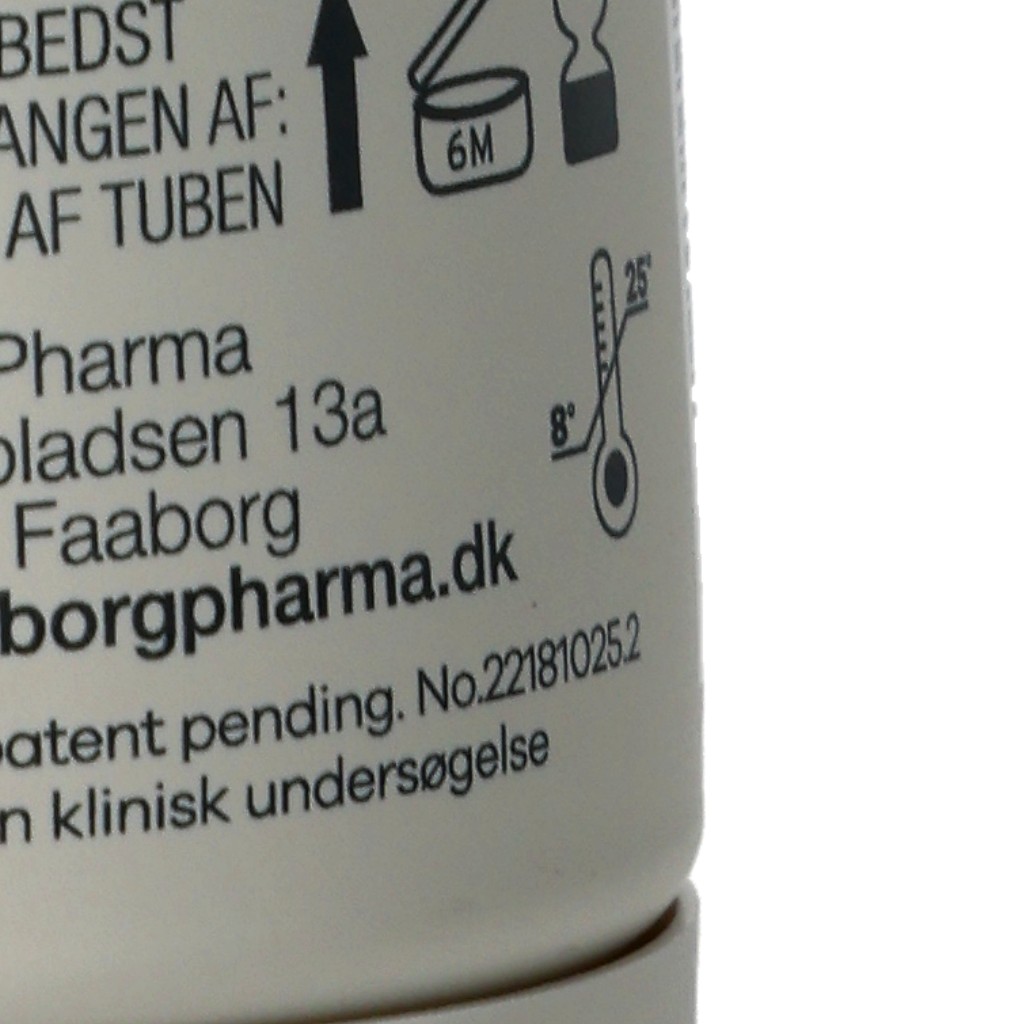 BEDST
ANGEN AF:
AF TUBEN
6M
25°
8°
Pharma
pladsen 13a
Faaborg
borgpharma.dk
patent pending. No.22181025.2
n klinisk undersøgelse